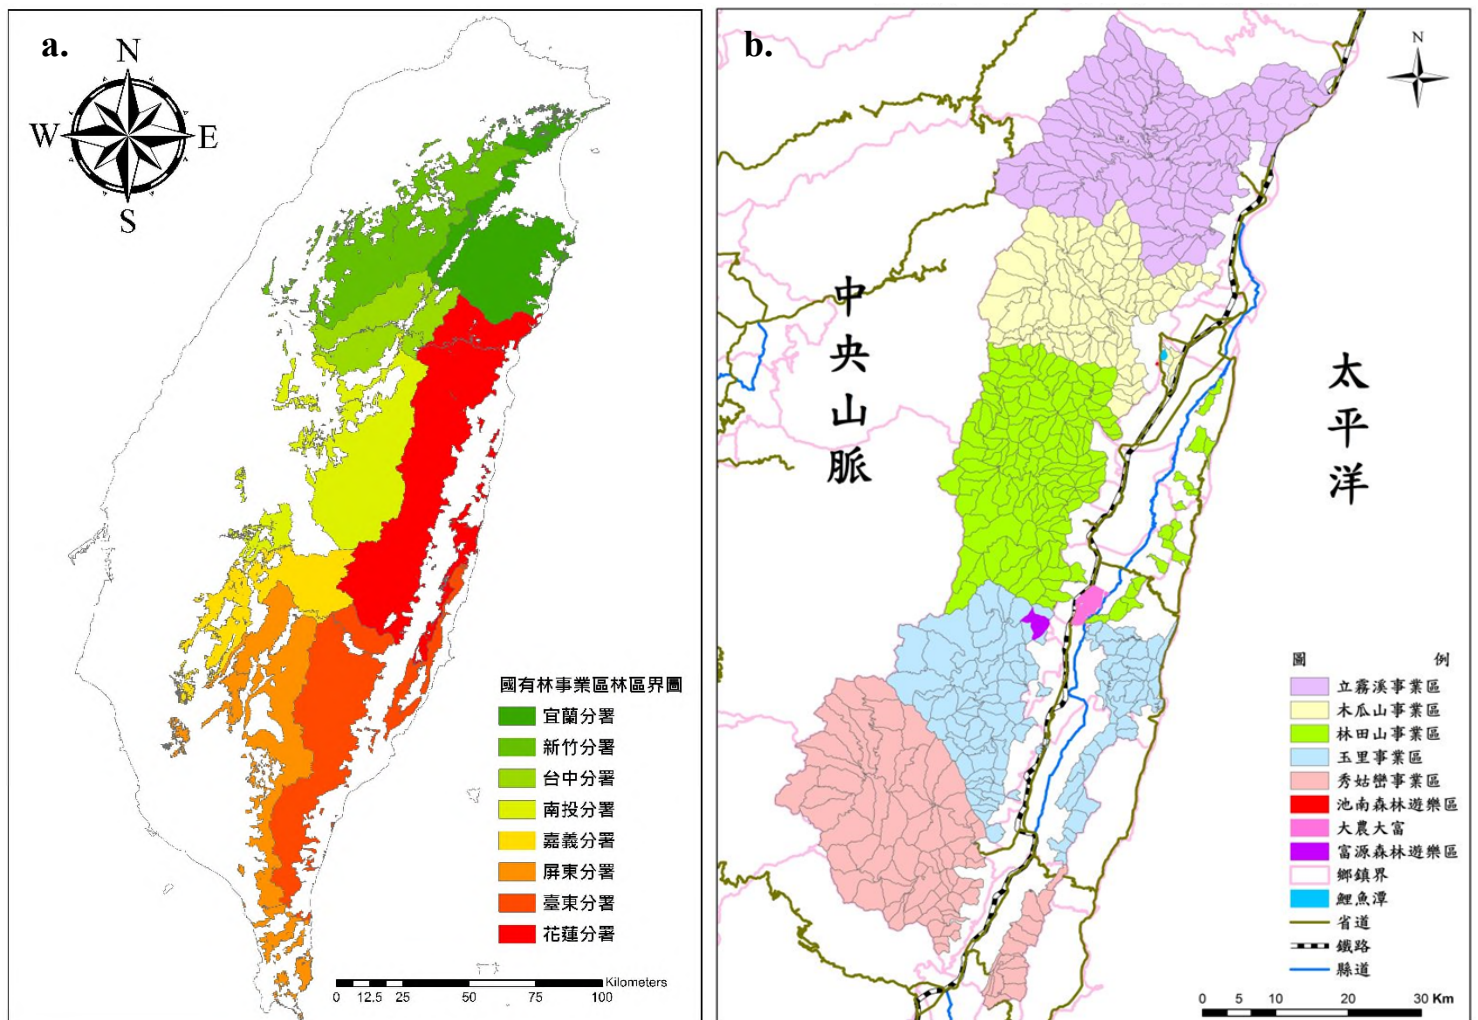 a.
N
W
E
S
國有林事業區林區界圖
宜蘭分署
新竹分署
台中分署
南投分署
嘉義分署
屏東分署
臺東分署
花蓮分署
Kilometers
0 12.5 25 50 75 100
b.
N
中央山脈
太平洋
圖 例
立霧溪事業區
木瓜山事業區
林田山事業區
玉里事業區
秀姑巒事業區
池南森林遊樂區
大農大富
富源森林遊樂區
鄉鎮界
鯉魚潭
省道
鐵路
縣道
0 5 10 20 30 Km